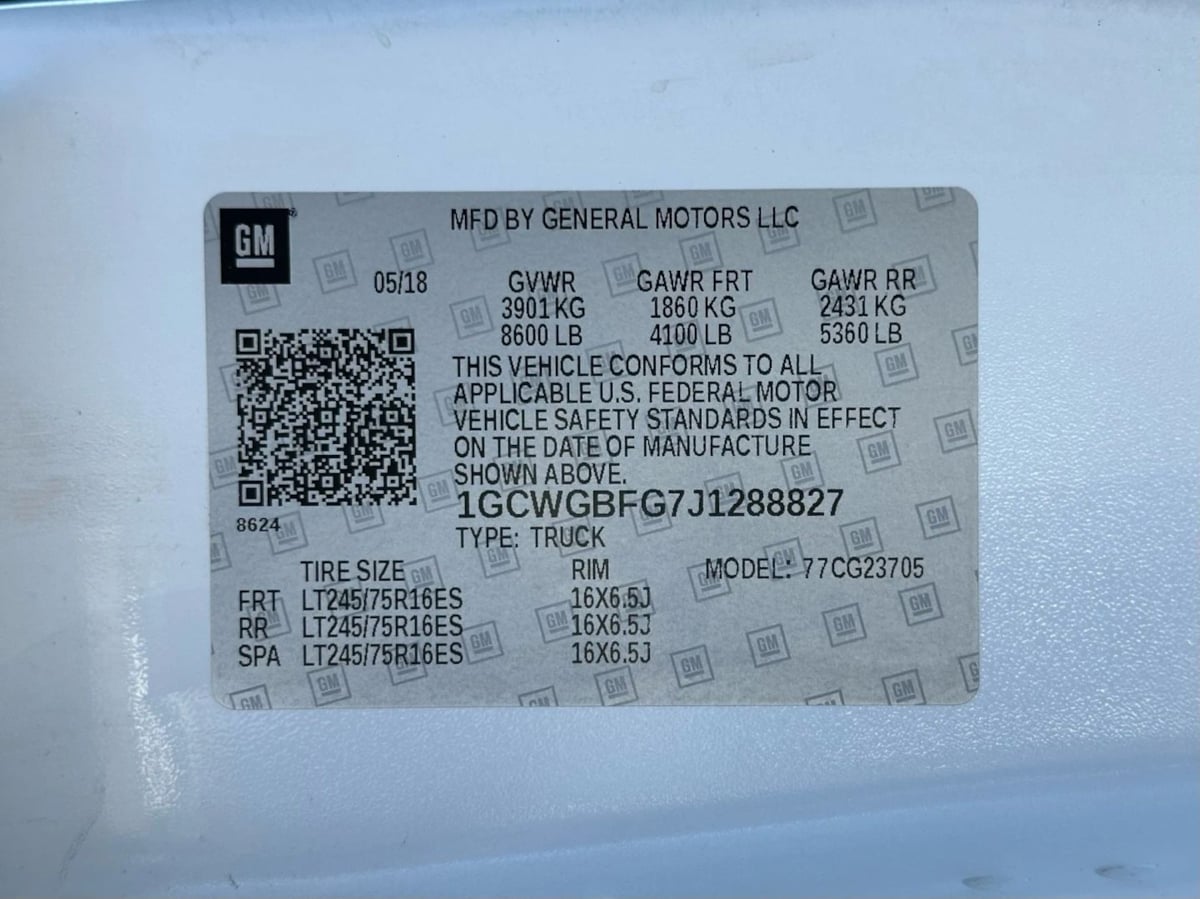 GM®
MFD BY GENERAL MOTORS LLC
05/18 GVWR GAWR FRT GAWR RR
3901 KG 1860 KG 2431 KG
8600 LB 4100 LB 5360 LB
THIS VEHICLE CONFORMS TO ALL
APPLICABLE U.S. FEDERAL MOTOR
VEHICLE SAFETY STANDARDS IN EFFECT
ON THE DATE OF MANUFACTURE
SHOWN ABOVE.
1GCWGBFG7J1288827
8624
TYPE: TRUCK
TIRE SIZE RIM MODEL: 77CG23705
FRT LT245/75R16ES 16X6.5J
RR LT245/75R16ES 16X6.5J
SPA LT245/75R16ES 16X6.5J